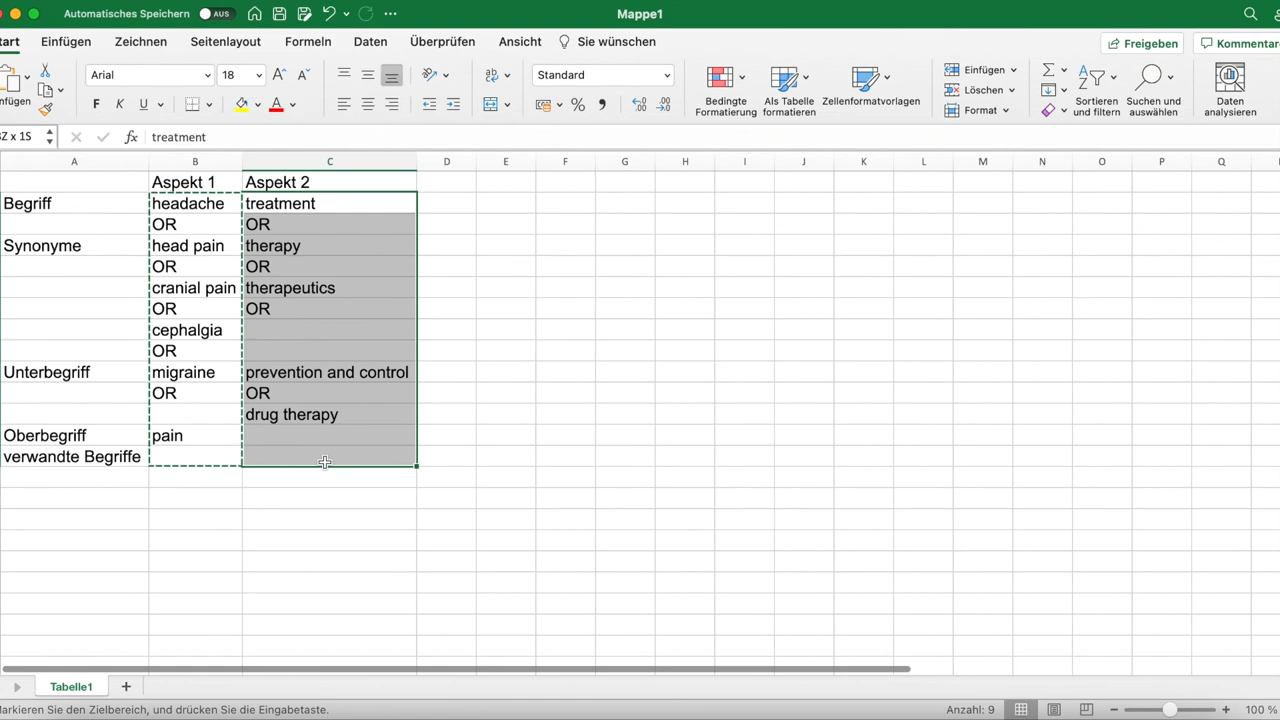 Automatisches Speichern AUS Mappe1
tart Einfügen Zeichnen Seitenlayout Formeln Daten Überprüfen Ansicht Sie wünschen Freigeben Kommentar
infügen Arial 18 Standard Bedingte Formatierung Als Tabelle formatieren Zellenformatvorlagen Einfügen Löschen Format Sortieren und filtern Suchen und auswählen Daten analysieren
Z x 1S fx treatment
A B C D E F G H I J K L M N O P Q
Aspekt 1 Aspekt 2
Begriff headache treatment
OR OR
Synonyme head pain therapy
OR OR
cranial pain therapeutics
OR OR
cephalgia
OR
Unterbegriff migraine prevention and control
OR OR
drug therapy
Oberbegriff pain
verwandte Begriffe
Tabelle1
Markieren Sie den Zielbereich, und drücken Sie die Eingabetaste. Anzahl: 9 100 %